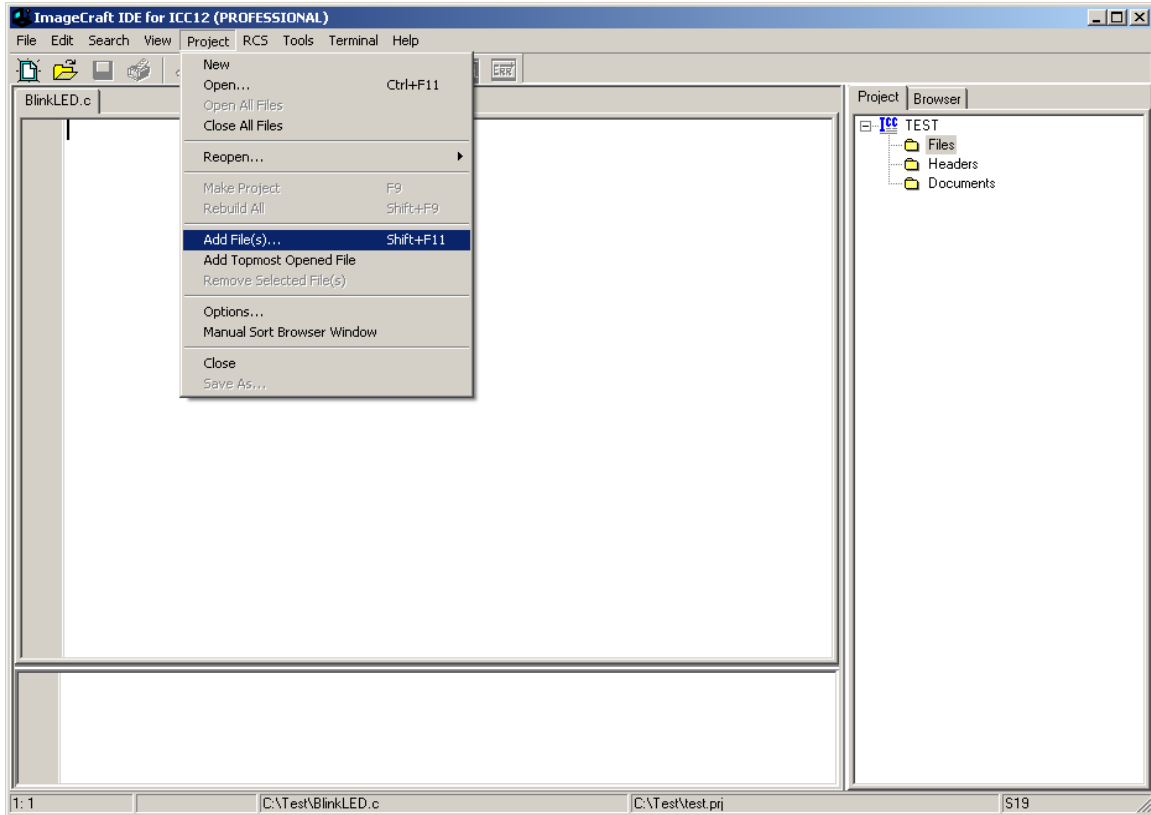 ImageCraft IDE for ICC12 (PROFESSIONAL)
File Edit Search View Project RCS Tools Terminal Help
ERR
BlinkLED.c
New
Open... Ctrl+F11
Open All Files
Close All Files
Reopen...
Make Project F9
Rebuild All Shift+F9
Add File(s)... Shift+F11
Add Topmost Opened File
Remove Selected File(s)
Options...
Manual Sort Browser Window
Close
Save As...
Project Browser
ICC TEST
Files
Headers
Documents
1: 1 C:\Test\BlinkLED.c C:\Test\test.prj S19